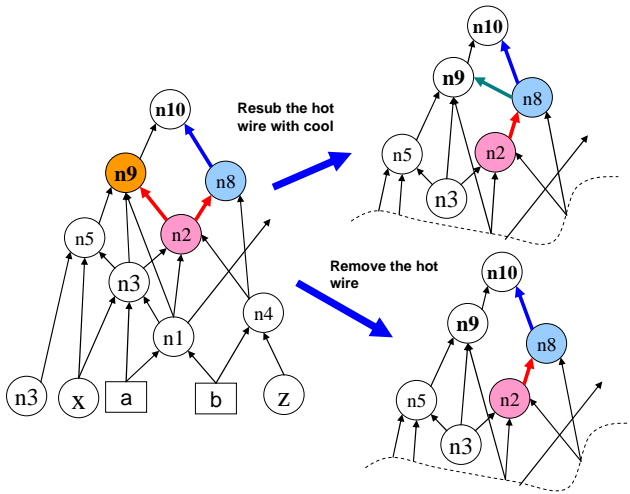 n10
n9
n8
n5
n2
n3
n1
n4
n3
x
a
b
z
Resub the hot
wire with cool
n10
n9
n8
n5
n2
n3
Remove the hot
wire
n10
n9
n8
n5
n2
n3